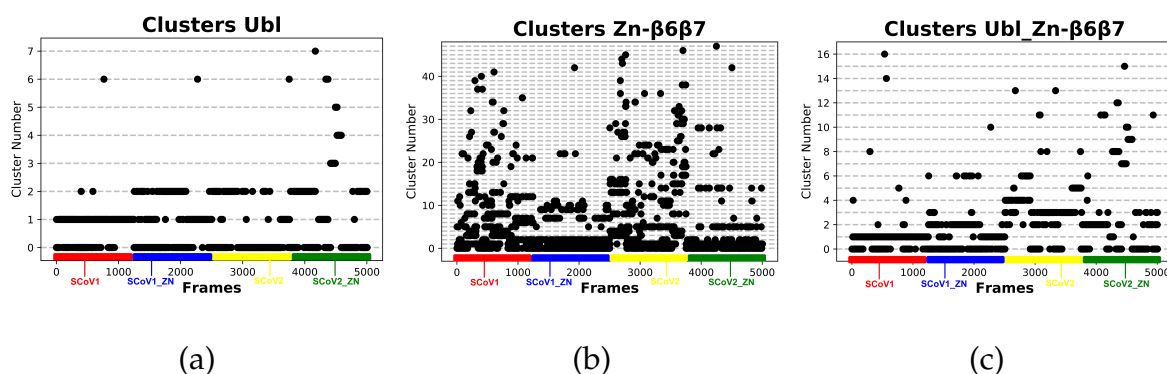 Clusters Ubl
Cluster Number
7
6
5
4
3
2
1
0
0 1000 2000 3000 4000 5000
SCoV1 SCoV1_ZN SCoV2 SCoV2_ZN
Frames
(a)
Clusters Zn-β6β7
Cluster Number
40
30
20
10
0
0 1000 2000 3000 4000 5000
SCoV1 SCoV1_ZN SCoV2 SCoV2_ZN
Frames
(b)
Clusters Ubl_Zn-β6β7
Cluster Number
16
14
12
10
8
6
4
2
0
0 1000 2000 3000 4000 5000
SCoV1 SCoV1_ZN SCoV2 SCoV2_ZN
Frames
(c)